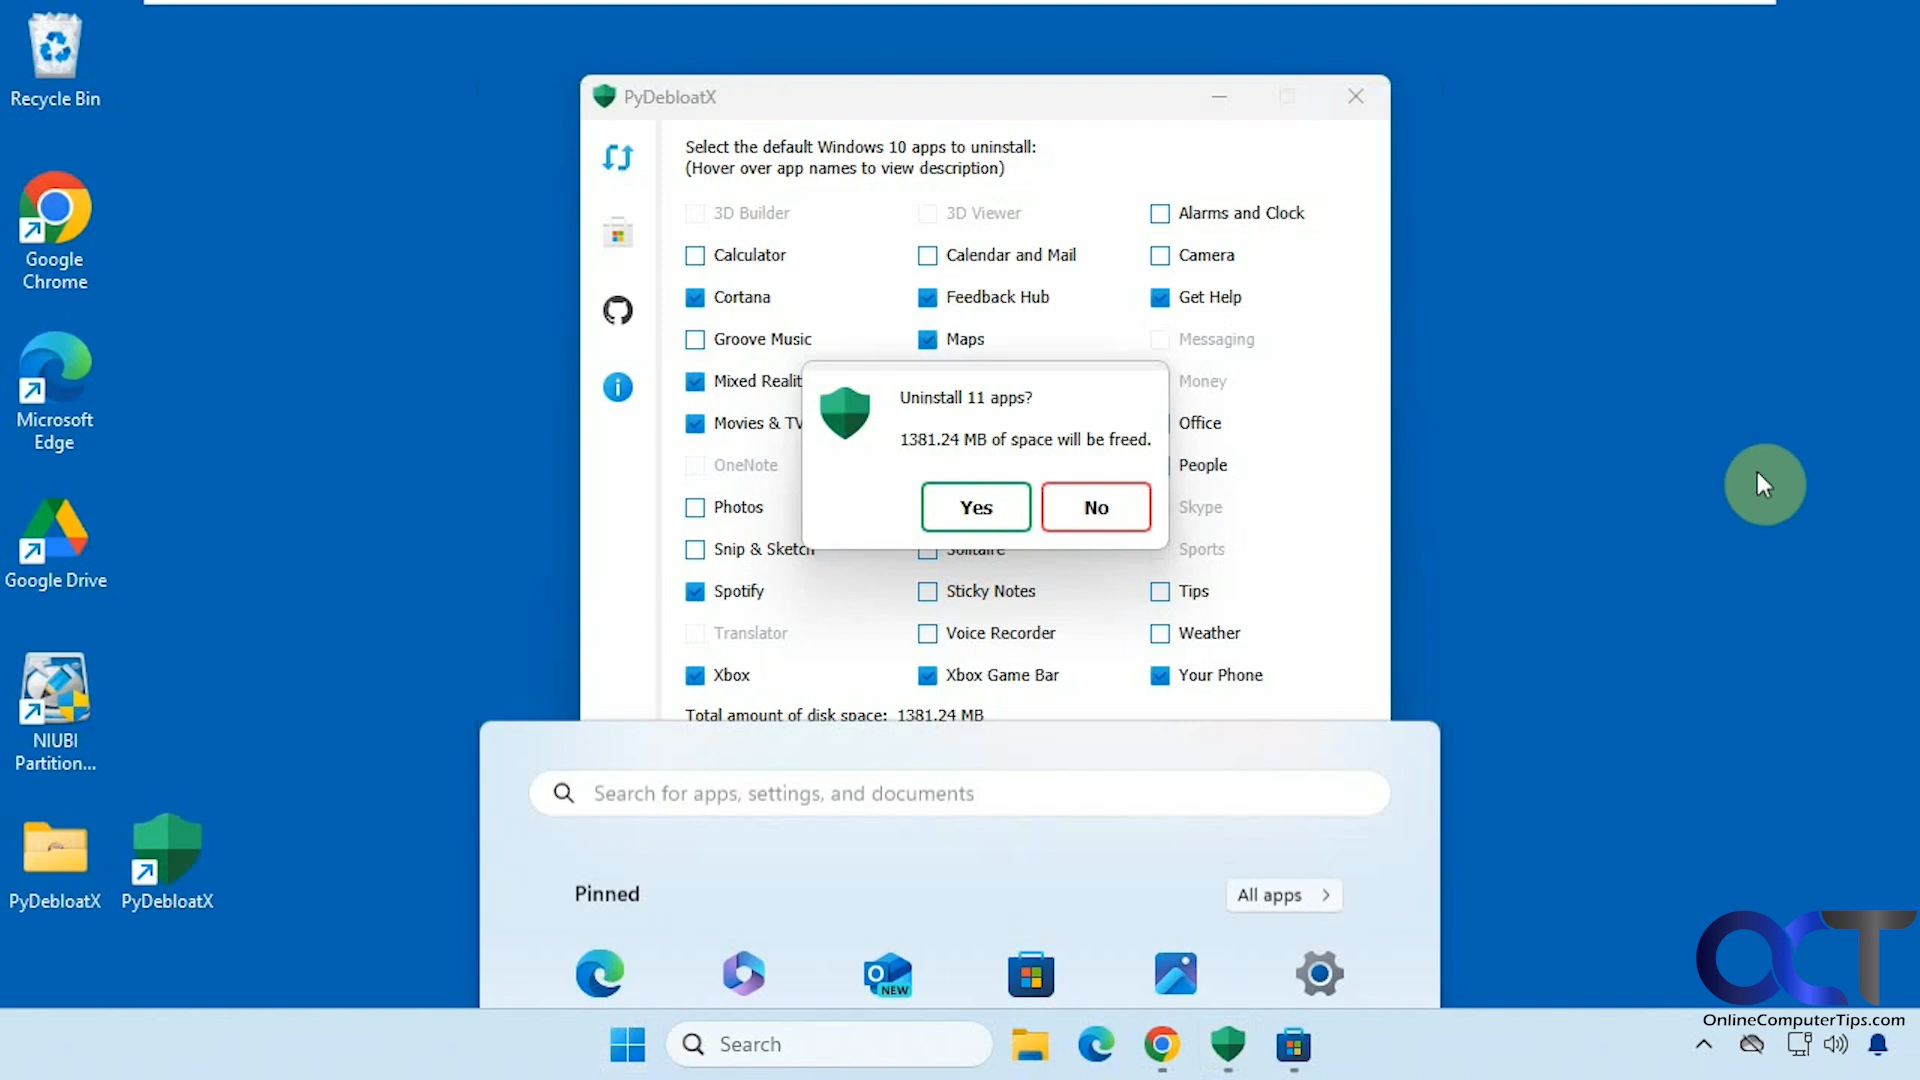 Recycle Bin
Google
Chrome
Microsoft
Edge
Google Drive
NIUBI
Partition...
PyDebloatX
PyDebloatX
PyDebloatX
Select the default Windows 10 apps to uninstall:
(Hover over app names to view description)
3D Builder
3D Viewer
Alarms and Clock
Calculator
Calendar and Mail
Camera
Cortana
Feedback Hub
Get Help
Groove Music
Maps
Messaging
Mixed Realit
Money
Movies & TV
Office
OneNote
People
Photos
Skype
Snip & Sketch
Solitaire
Sports
Spotify
Sticky Notes
Tips
Translator
Voice Recorder
Weather
Xbox
Xbox Game Bar
Your Phone
Total amount of disk space: 1381.24 MB
Uninstall 11 apps?
1381.24 MB of space will be freed.
Yes
No
Search for apps, settings, and documents
Pinned
All apps
NEW
Search
OCT
OnlineComputerTips.com